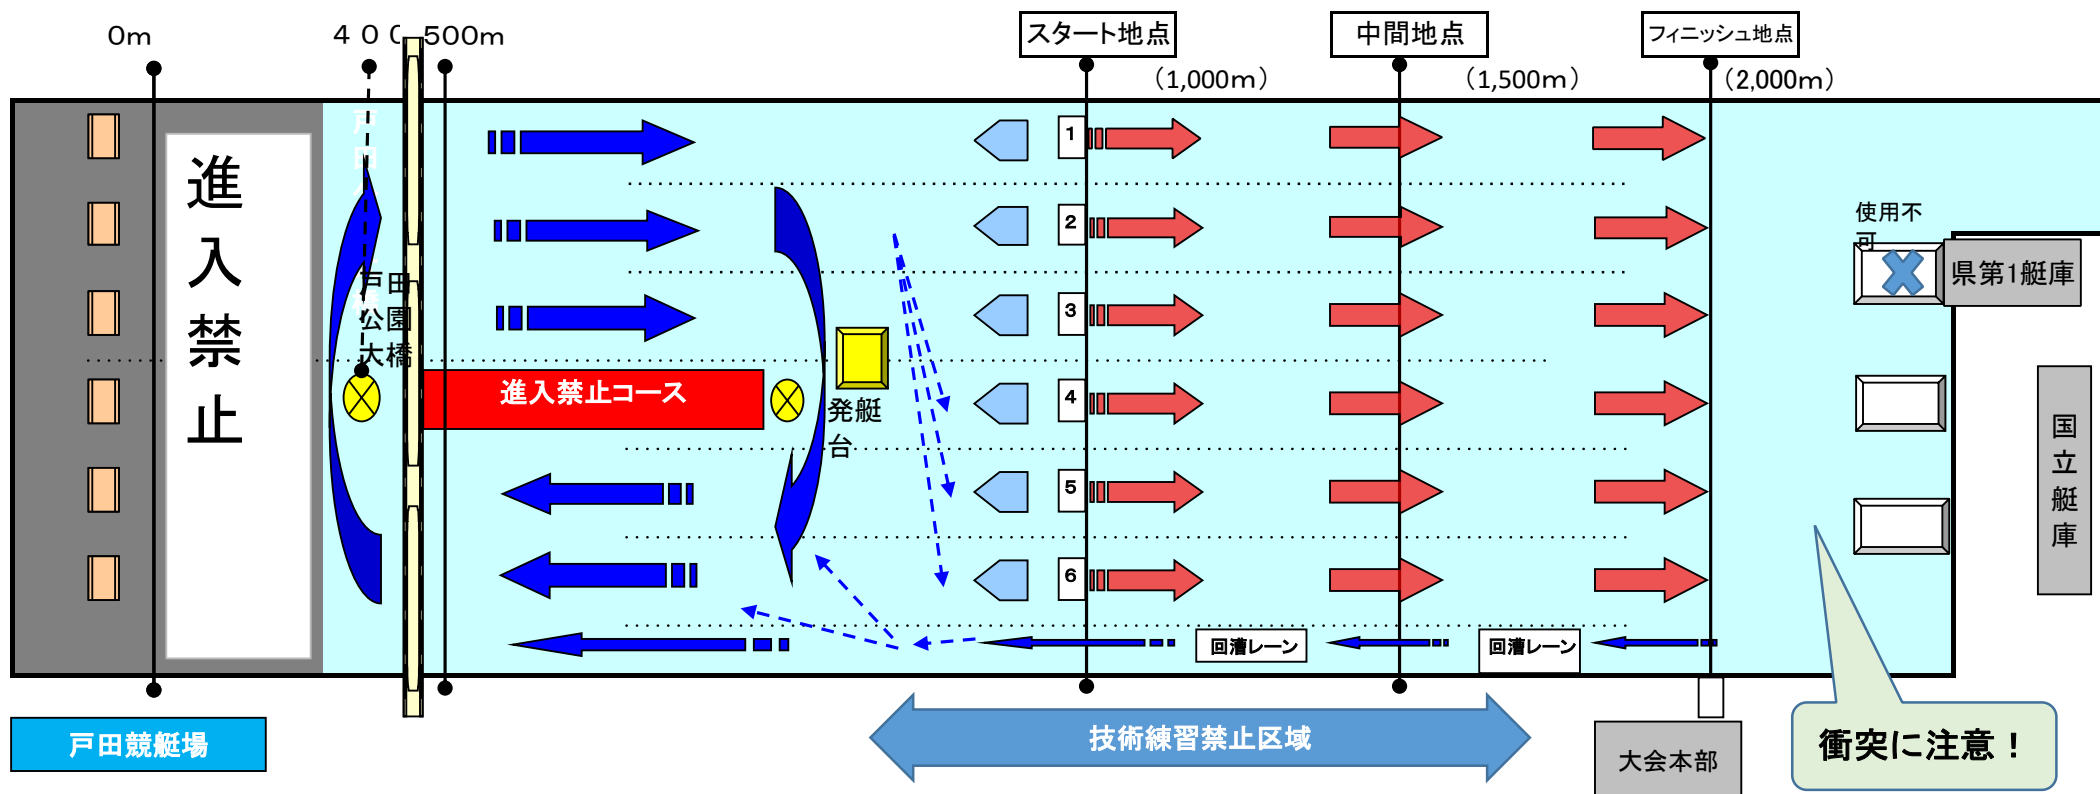 0m
400
500m
スタート地点
中間地点
フィニッシュ地点
（1,000m）
（1,500m）
（2,000m）
進入禁止
戸田
公園
大橋
進入禁止コース
発艇
台
1
2
3
4
5
6
使用不
可
県第1艇庫
国立艇庫
回漕レーン
回漕レーン
戸田競艇場
技術練習禁止区域
大会本部
衝突に注意！